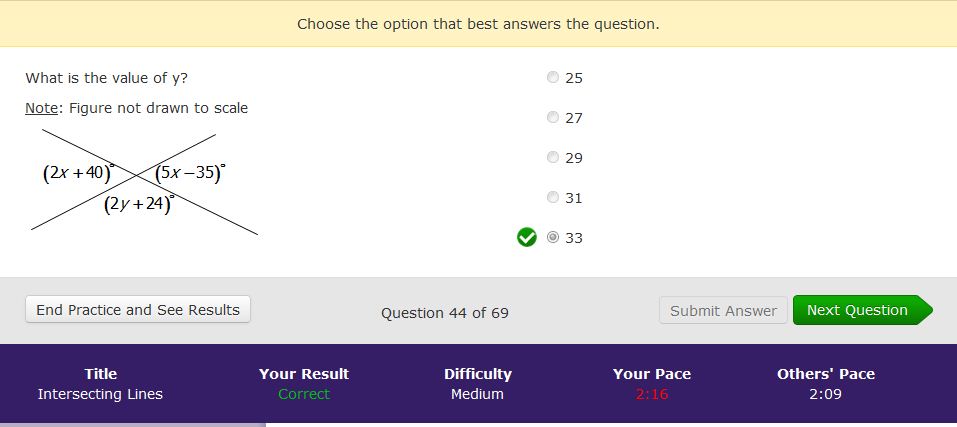 Choose the option that best answers the question.
What is the value of y?
Note: Figure not drawn to scale
(2x + 40)°
(5x – 35)°
(2y + 24)°
25
27
29
31
33
End Practice and See Results
Question 44 of 69
Submit Answer
Next Question
Title
Your Result
Difficulty
Your Pace
Others' Pace
Intersecting Lines
Correct
Medium
2:16
2:09